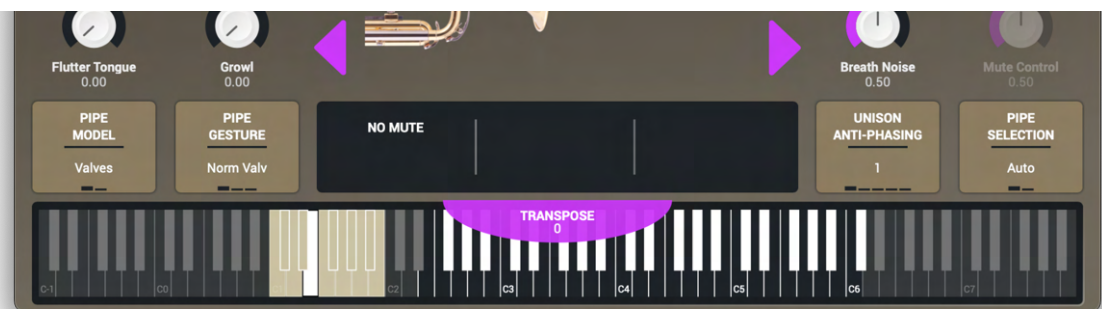 Flutter Tongue
0.00
Growl
0.00
Breath Noise
0.50
Mute Control
0.50
PIPE
MODEL
Valves
PIPE
GESTURE
Norm Valv
NO MUTE
UNISON
ANTI-PHASING
1
PIPE
SELECTION
Auto
TRANSPOSE
0
C-1
C0
C2
C3
C4
C5
C6
C7